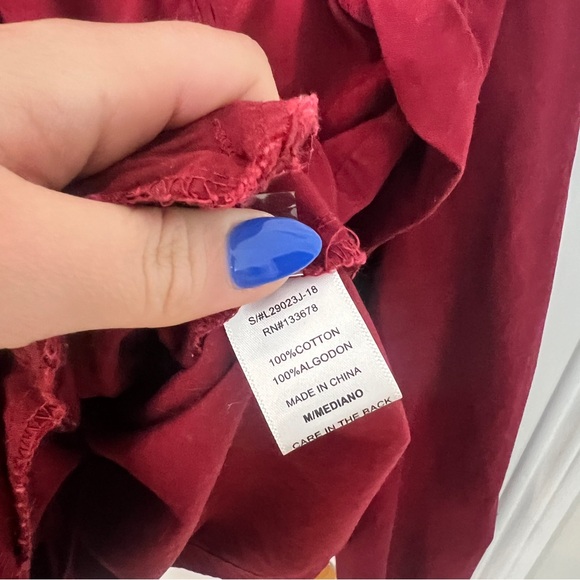 S/#L29023J-18
RN#133678
100%COTTON
100%ALGODON
MADE IN CHINA
M/MEDIANO
CARE IN THE BACK